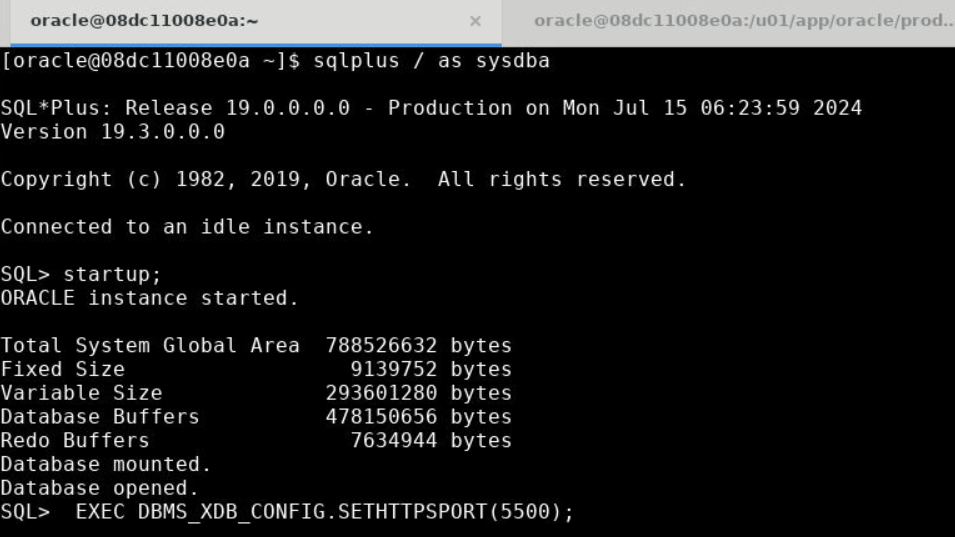 oracle@08dc11008e0a:~ × oracle@08dc11008e0a:/u01/app/oracle/prod...
[oracle@08dc11008e0a ~]$ sqlplus / as sysdba
SQL*Plus: Release 19.0.0.0.0 - Production on Mon Jul 15 06:23:59 2024
Version 19.3.0.0.0
Copyright (c) 1982, 2019, Oracle.  All rights reserved.
Connected to an idle instance.
SQL> startup;
ORACLE instance started.
Total System Global Area  788526632 bytes
Fixed Size                  9139752 bytes
Variable Size             293601280 bytes
Database Buffers          478150656 bytes
Redo Buffers                7634944 bytes
Database mounted.
Database opened.
SQL>  EXEC DBMS_XDB_CONFIG.SETHTTPSPORT(5500);